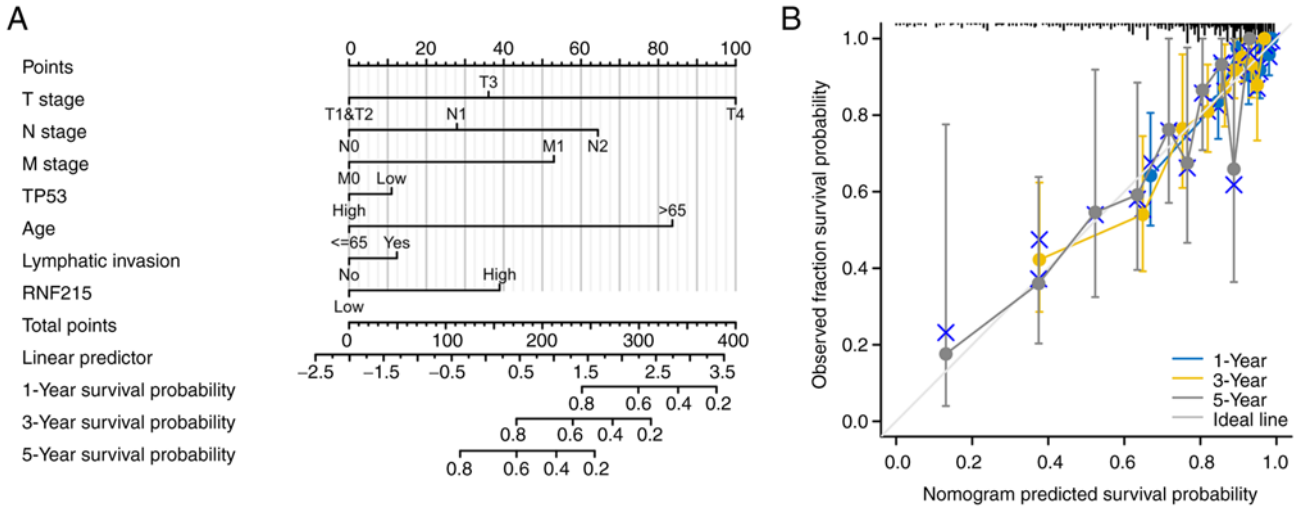 A
0 20 40 60 80 100
Points
T3
T stage
T1&T2 N1 T4
N stage
N0 M1 N2
M stage
M0 Low
TP53
High >65
Age
<=65 Yes
Lymphatic invasion
No High
RNF215
Low
Total points
0 100 200 300 400
Linear predictor
−2.5 −1.5 −0.5 0.5 1.5 2.5 3.5
1-Year survival probability
0.8 0.6 0.4 0.2
3-Year survival probability
0.8 0.6 0.4 0.2
5-Year survival probability
0.8 0.6 0.4 0.2
B
Observed fraction survival probability
1.0
0.8
0.6
0.4
0.2
0.0
1-Year
3-Year
5-Year
Ideal line
0.0 0.2 0.4 0.6 0.8 1.0
Nomogram predicted survival probability